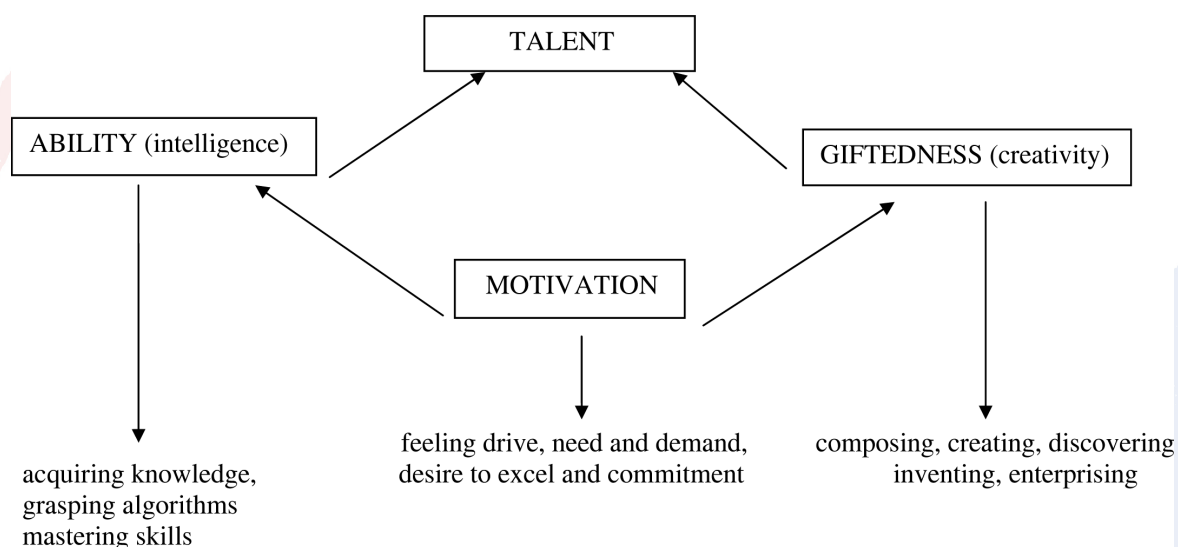 TALENT
ABILITY (intelligence)
GIFTEDNESS (creativity)
MOTIVATION
feeling drive, need and demand,
desire to excel and commitment
composing, creating, discovering
inventing, enterprising
acquiring knowledge,
grasping algorithms
mastering skills